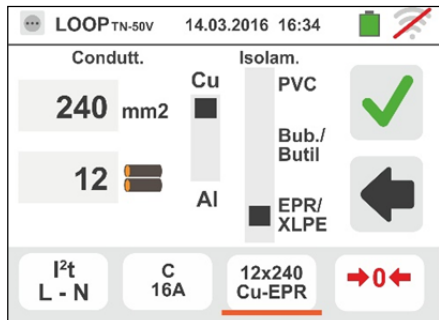 LOOP TN-50V 14.03.2016 16:34
Condutt. Isolam.
240 mm2
12
Cu
Al
PVC
Bub./
Butil
EPR/
XLPE
I²t
L - N
C
16A
12x240
Cu-EPR
0